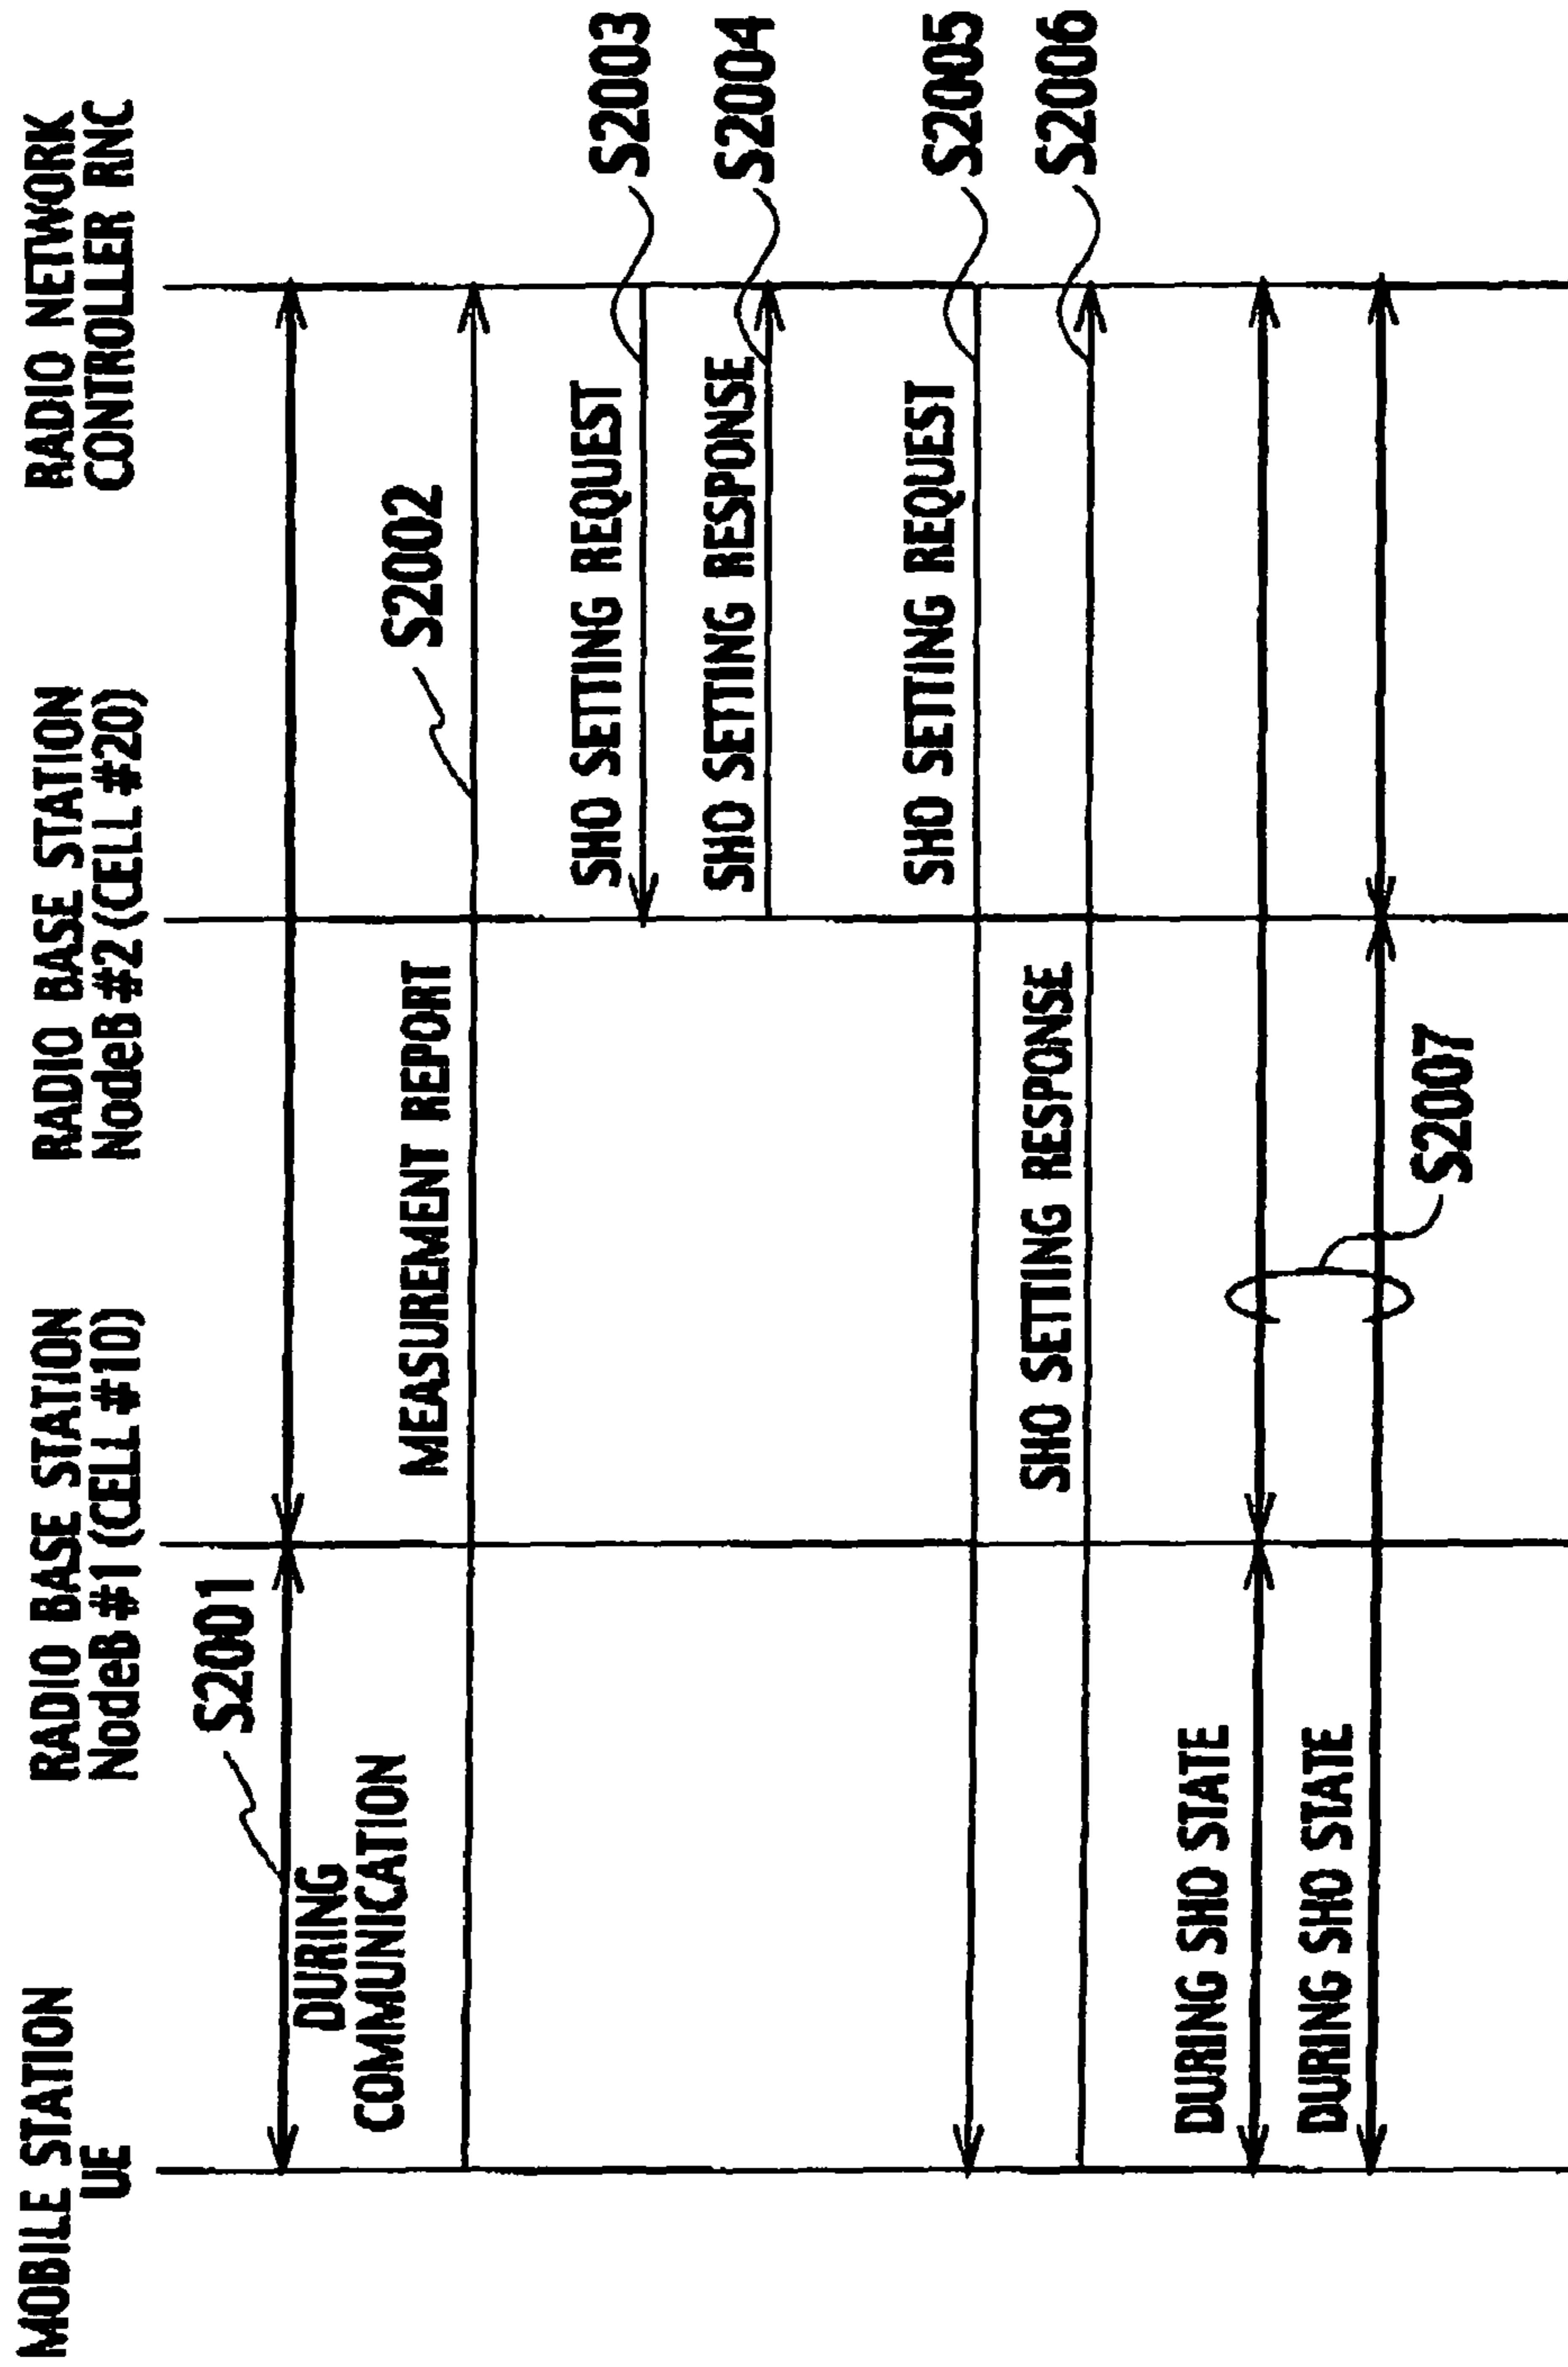 MOBILE STATION
UE
RADIO BASE STATION
NodeB #1 (CELL #10)
RADIO BASE STATION
NodeB #2 (CELL #20)
RADIO NETWORK
CONTROLLER RNC
S2001
DURING
COMMUNICATION
MEASUREMENT REPORT
S2002
SHO SETTING REQUEST
S2003
SHO SETTING RESPONSE
S2004
SHO SETTING REQUEST
S2005
SHO SETTING RESPONSE
S2006
DURING SHO STATE
DURING SHO STATE
S2007